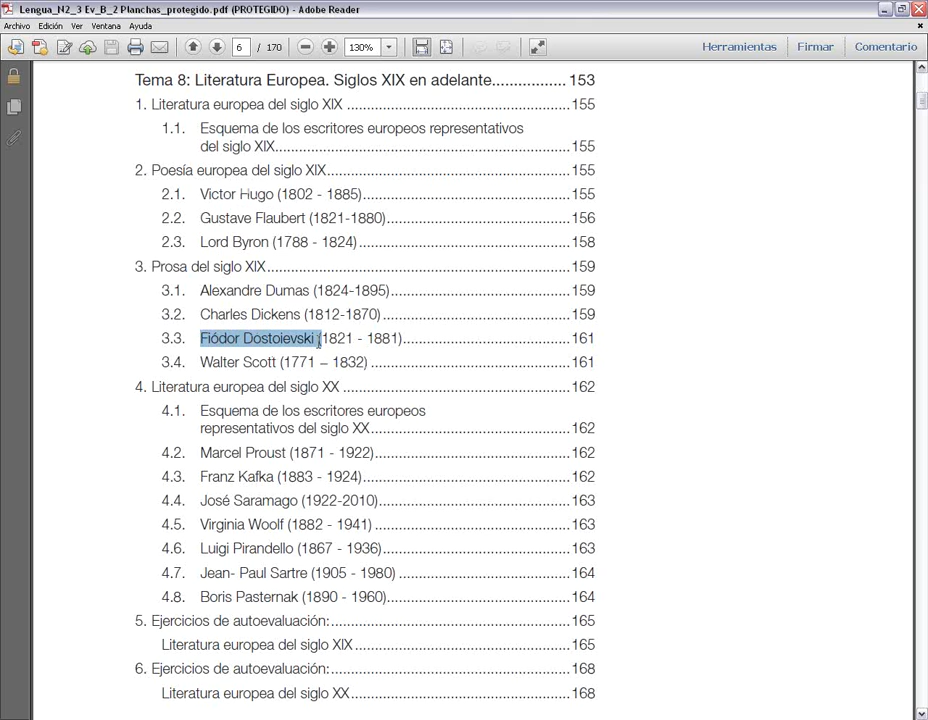 Lengua_N2_3 Ev_B_2 Planchas_protegido.pdf (PROTEGIDO) - Adobe Reader
Archivo Edición Ver Ventana Ayuda
6 / 170 130% Herramientas Firmar Comentario
Tema 8: Literatura Europea. Siglos XIX en adelante................. 153
1. Literatura europea del siglo XIX ......................................................... 155
1.1. Esquema de los escritores europeos representativos
del siglo XIX........................................................................... 155
2. Poesía europea del siglo XIX.............................................................. 155
2.1. Victor Hugo (1802 - 1885)..................................................... 155
2.2. Gustave Flaubert (1821-1880)............................................... 156
2.3. Lord Byron (1788 - 1824)...................................................... 158
3. Prosa del siglo XIX............................................................................. 159
3.1. Alexandre Dumas (1824-1895).............................................. 159
3.2. Charles Dickens (1812-1870)................................................ 159
3.3. Fiódor Dostoievski (1821 - 1881)........................................... 161
3.4. Walter Scott (1771 – 1832) ................................................... 161
4. Literatura europea del siglo XX .......................................................... 162
4.1. Esquema de los escritores europeos
representativos del siglo XX................................................... 162
4.2. Marcel Proust (1871 - 1922).................................................. 162
4.3. Franz Kafka (1883 - 1924)..................................................... 162
4.4. José Saramago (1922-2010)................................................. 163
4.5. Virginia Woolf (1882 - 1941) .................................................. 163
4.6. Luigi Pirandello (1867 - 1936)................................................ 163
4.7. Jean- Paul Sartre (1905 - 1980) ............................................ 164
4.8. Boris Pasternak (1890 - 1960)............................................... 164
5. Ejercicios de autoevaluación:............................................................. 165
Literatura europea del siglo XIX....................................................... 165
6. Ejercicios de autoevaluación:............................................................. 168
Literatura europea del siglo XX........................................................ 168